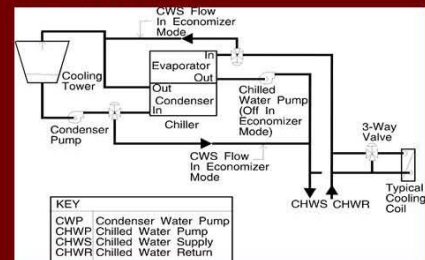 CWS Flow
In Economizer
Mode
In
Evaporator
Out
Cooling
Tower
Out
Condenser
In
Chiller
Condenser
Pump
Chilled
Water Pump
(Off In
Economizer
Mode)
CWS Flow
In Economizer
Mode
3-Way
Valve
Typical
Cooling
Coil
CHWS
CHWR
KEY
CWP Condenser Water Pump
CHWP Chilled Water Pump
CHWS Chilled Water Supply
CHWR Chilled Water Return